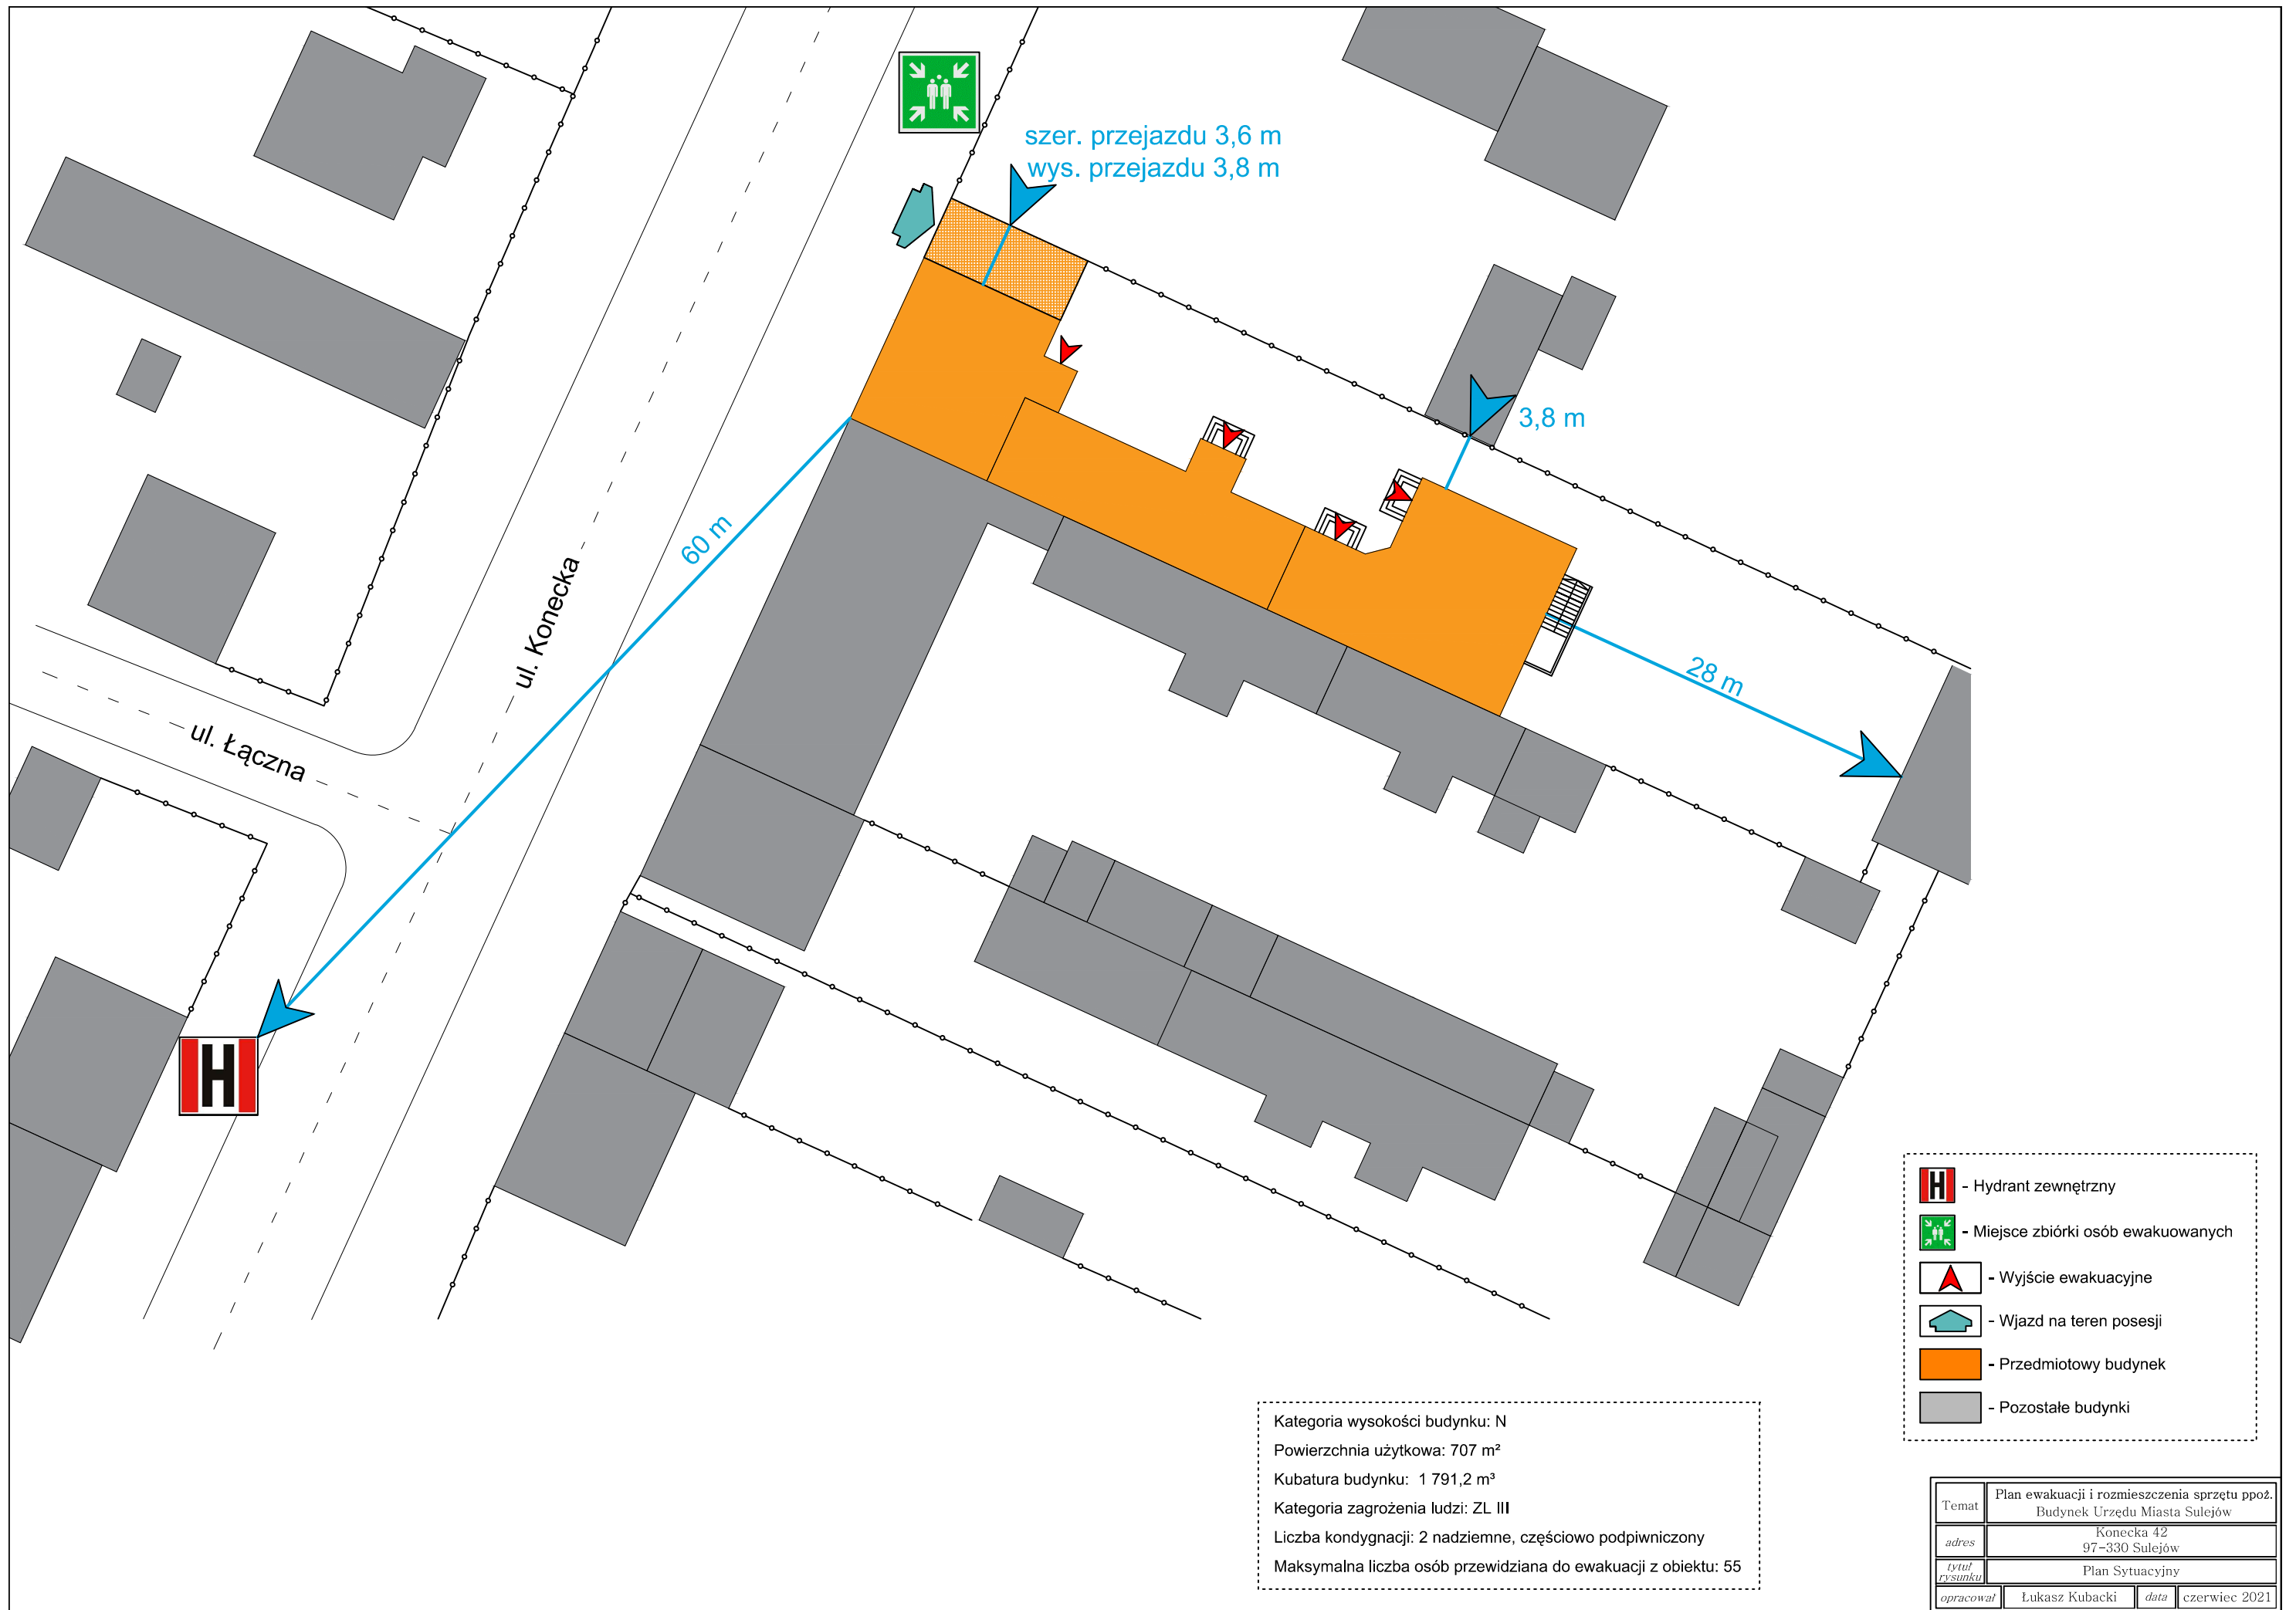 szer. przejazdu 3,6 m
wys. przejazdu 3,8 m
3,8 m
60 m
ul. Konecka
28 m
ul. Łączna
H
H - Hydrant zewnętrzny
- Miejsce zbiórki osób ewakuowanych
- Wyjście ewakuacyjne
- Wjazd na teren posesji
- Przedmiotowy budynek
- Pozostałe budynki
Kategoria wysokości budynku: N
Powierzchnia użytkowa: 707 m²
Kubatura budynku: 1 791,2 m³
Kategoria zagrożenia ludzi: ZL III
Liczba kondygnacji: 2 nadziemne, częściowo podpiwniczony
Maksymalna liczba osób przewidziana do ewakuacji z obiektu: 55
Temat
Plan ewakuacji i rozmieszczenia sprzętu ppoż.
Budynek Urzędu Miasta Sulejów
adres
Konecka 42
97-330 Sulejów
tytuł
rysunku
Plan Sytuacyjny
opracował
Łukasz Kubacki
data
czerwiec 2021